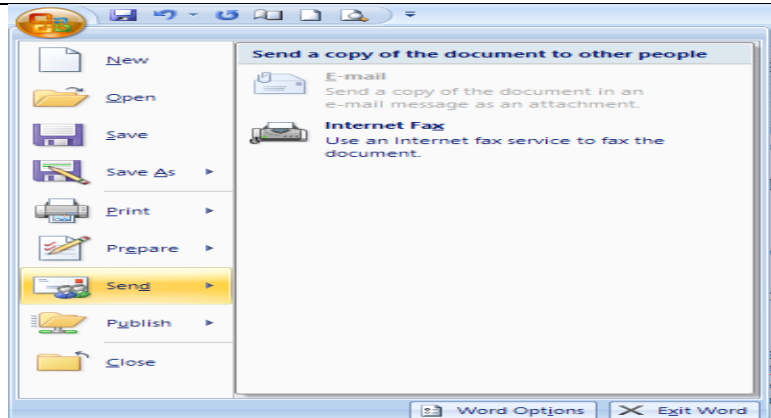 New
Open
Save
Save As
Print
Prepare
Send
Publish
Close
Send a copy of the document to other people
E-mail
Send a copy of the document in an
e-mail message as an attachment.
Internet Fax
Use an Internet fax service to fax the
document.
Word Options
Exit Word